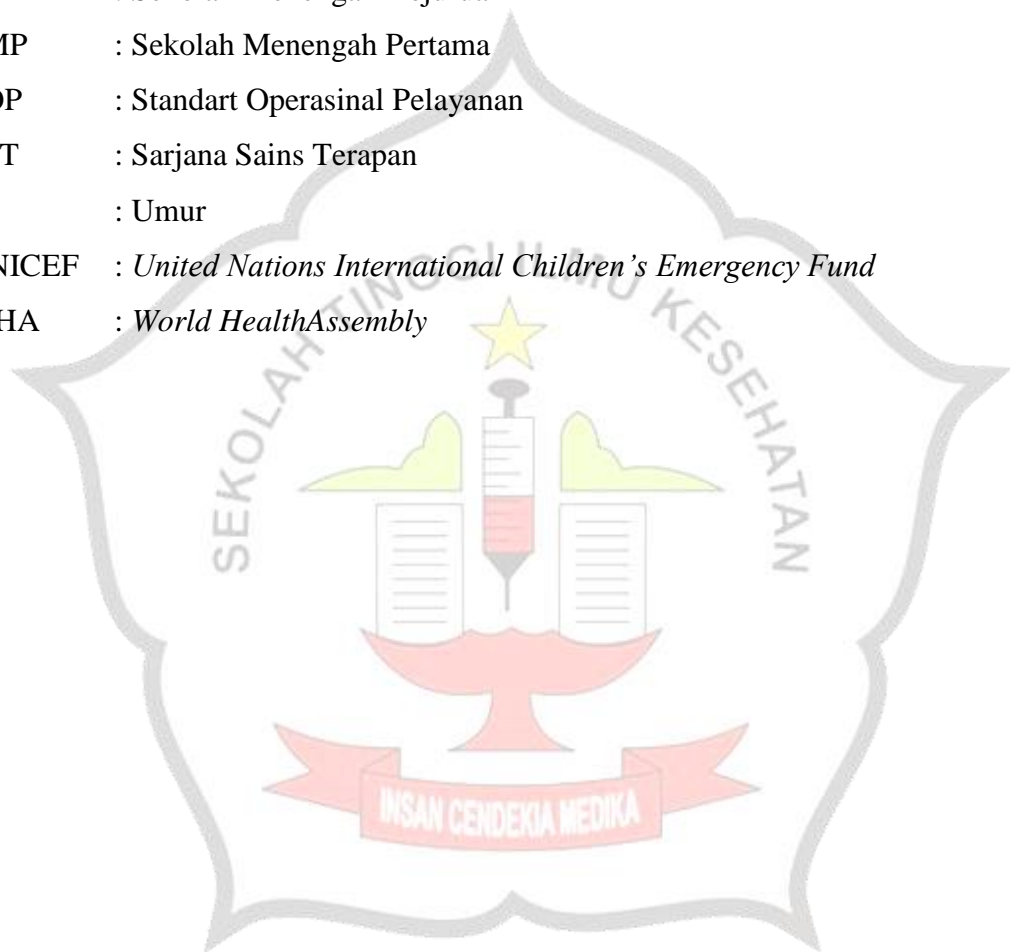 MP : Sekolah Menengah Pertama
OP : Standart Operasinal Pelayanan
T : Sarjana Sains Terapan
: Umur
NICEF : United Nations International Children’s Emergency Fund
HA : World HealthAssembly
SEKOLAH TINGGI ILMU KESEHATAN
INSAN CENDEKIA MEDIKA